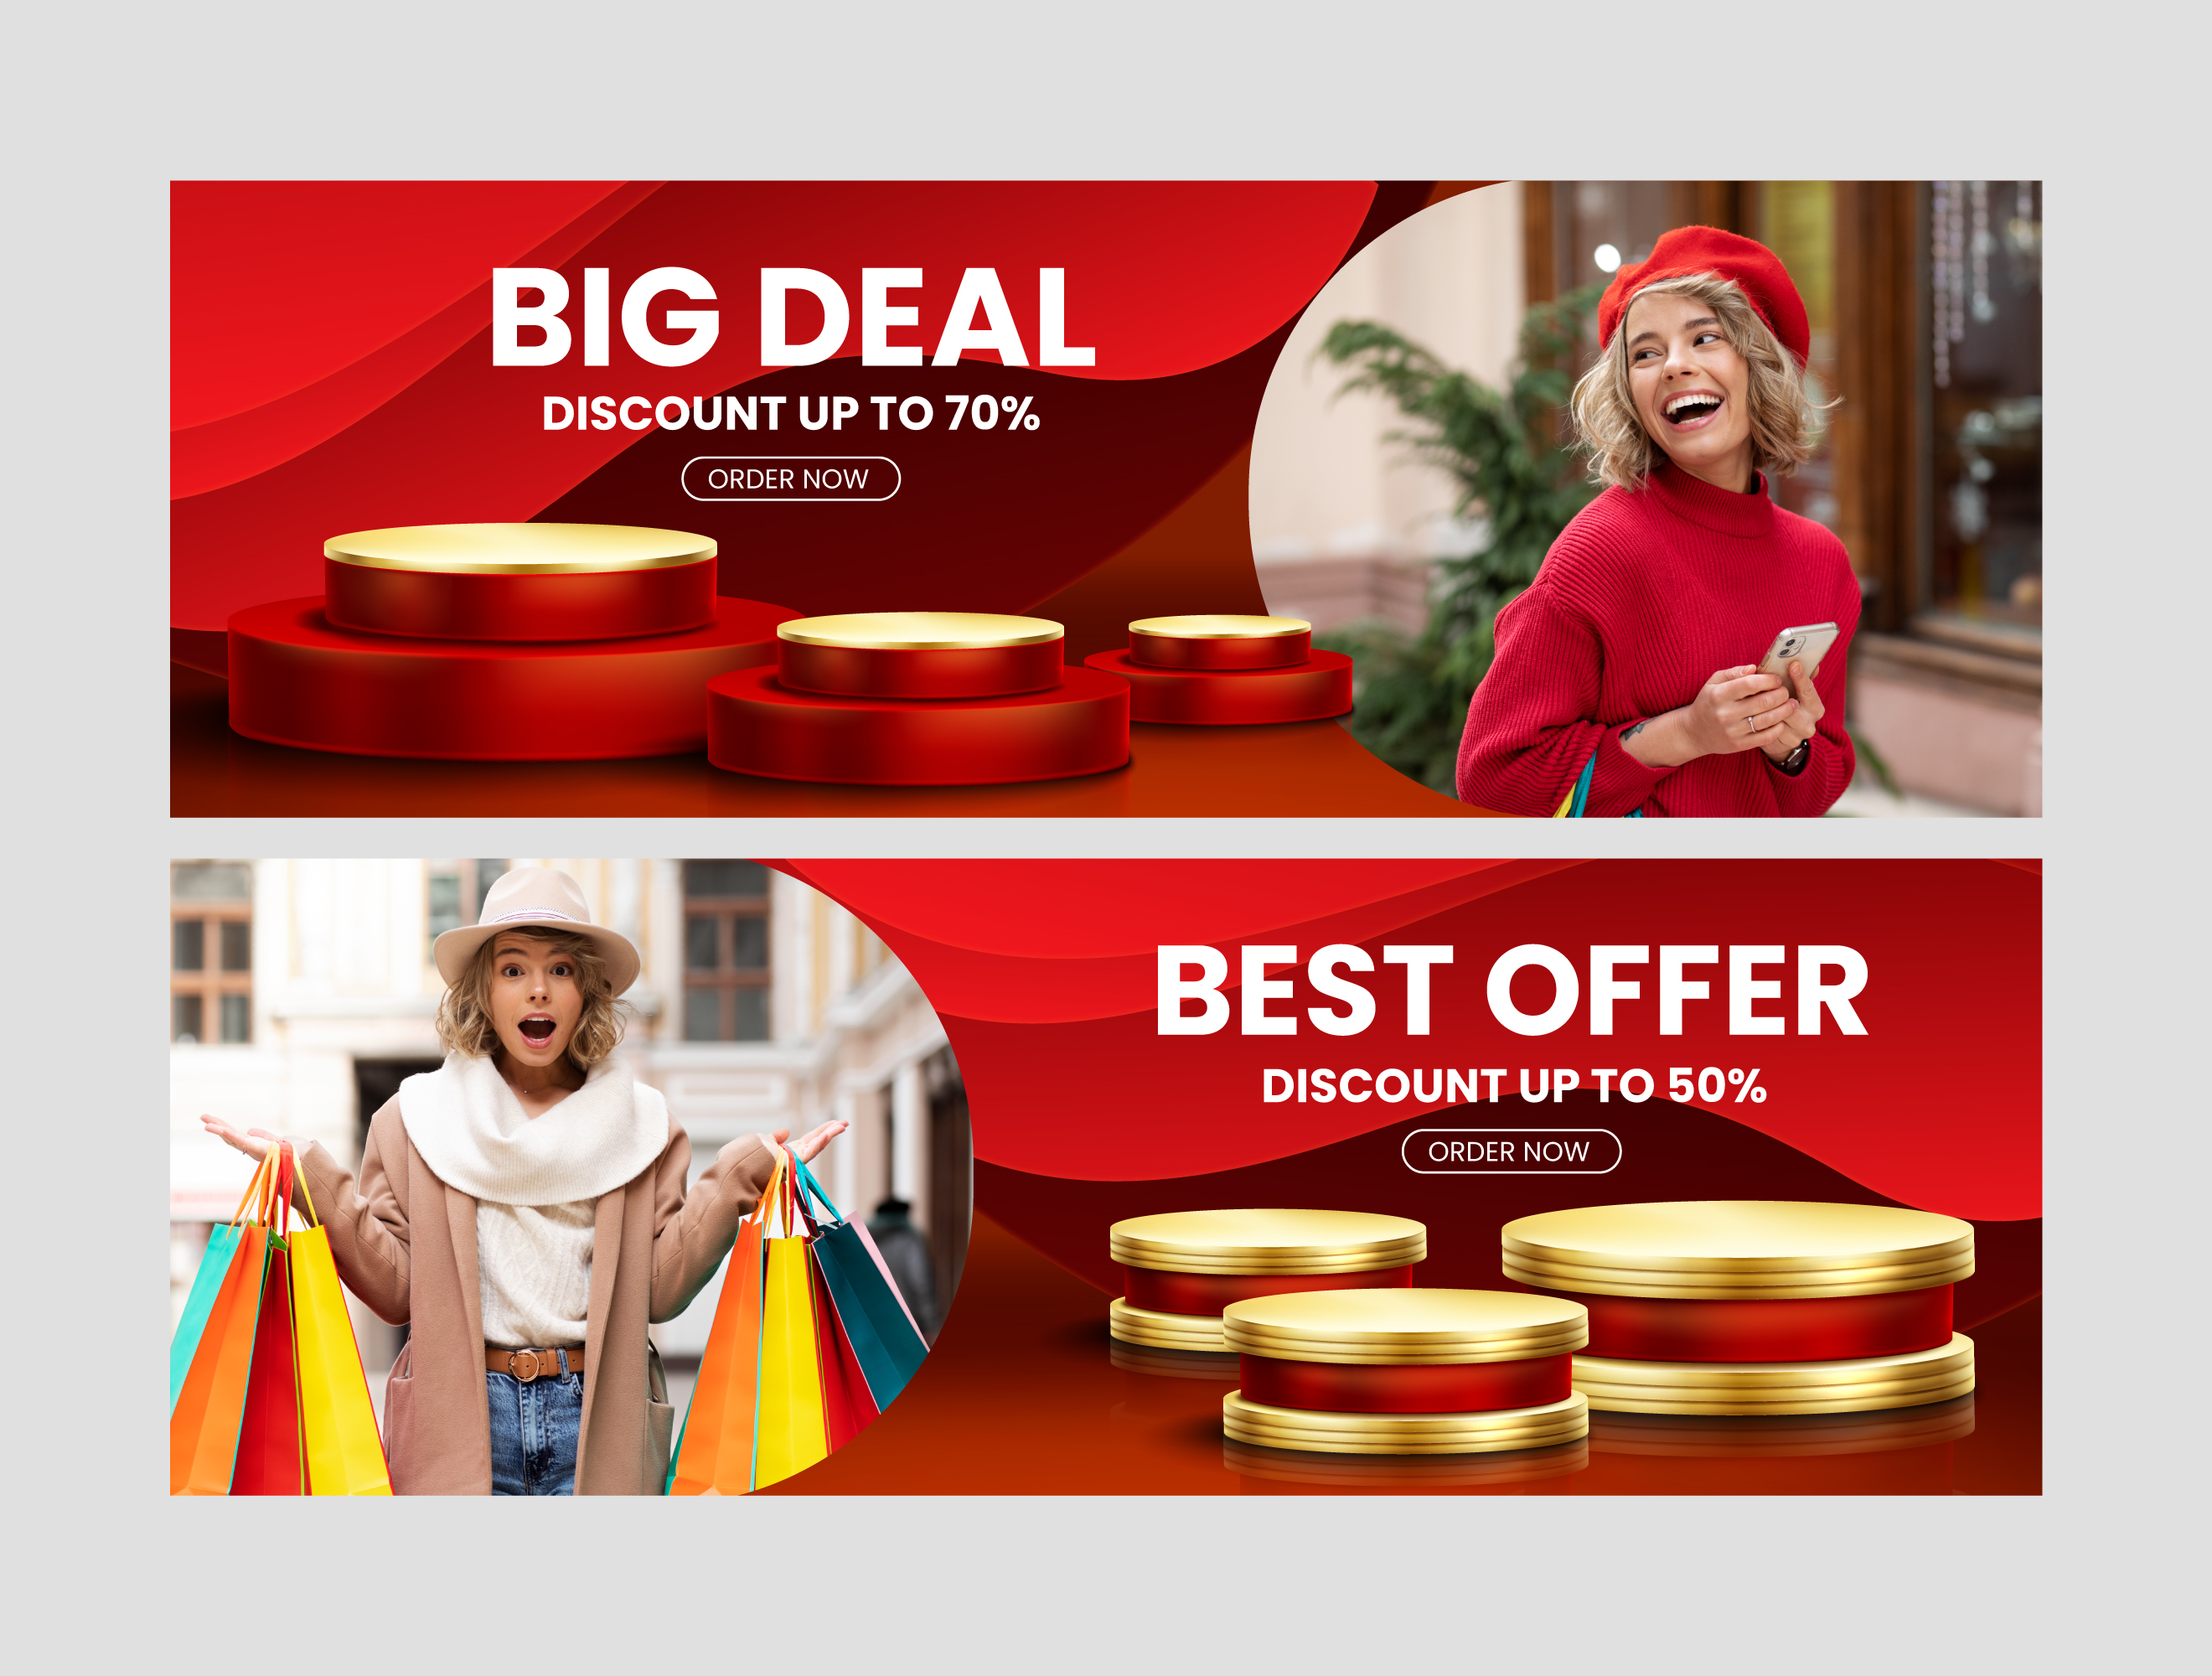 BIG DEAL
DISCOUNT UP TO 70%
ORDER NOW
BEST OFFER
DISCOUNT UP TO 50%
ORDER NOW